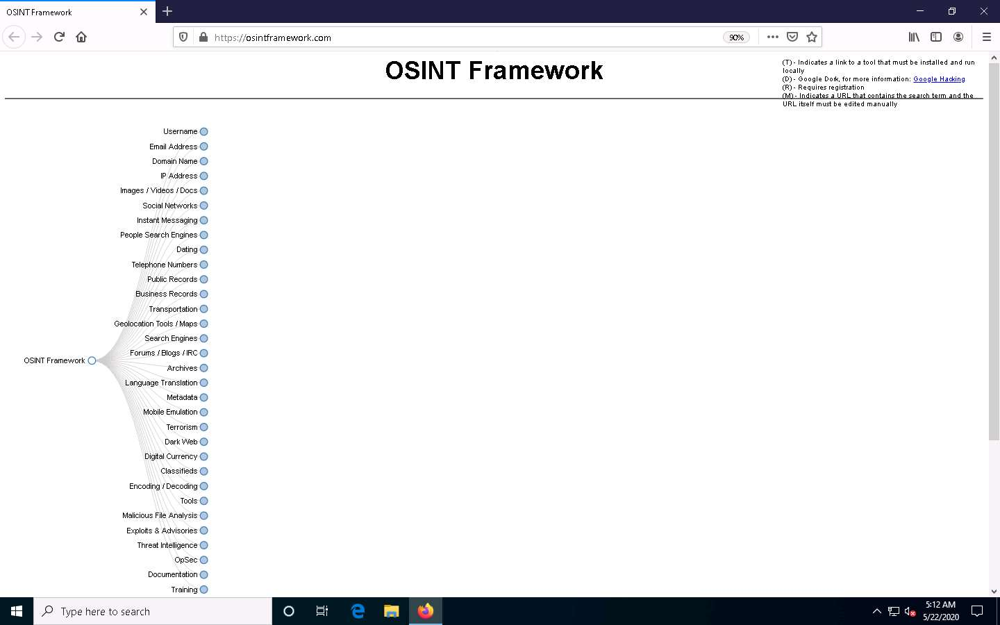 OSINT Framework
https://osintframework.com
90%
OSINT Framework
(T) - Indicates a link to a tool that must be installed and run
locally
(D) - Google Dork, for more information: Google Hacking
(R) - Requires registration
(M) - Indicates a URL that contains the search term and the
URL itself must be edited manually
Username
Email Address
Domain Name
IP Address
Images / Videos / Docs
Social Networks
Instant Messaging
People Search Engines
Dating
Telephone Numbers
Public Records
Business Records
Transportation
Geolocation Tools / Maps
Search Engines
Forums / Blogs / IRC
OSINT Framework
Archives
Language Translation
Metadata
Mobile Emulation
Terrorism
Dark Web
Digital Currency
Classifieds
Encoding / Decoding
Tools
Malicious File Analysis
Exploits & Advisories
Threat Intelligence
OpSec
Documentation
Training
Type here to search
5:12 AM
5/22/2020